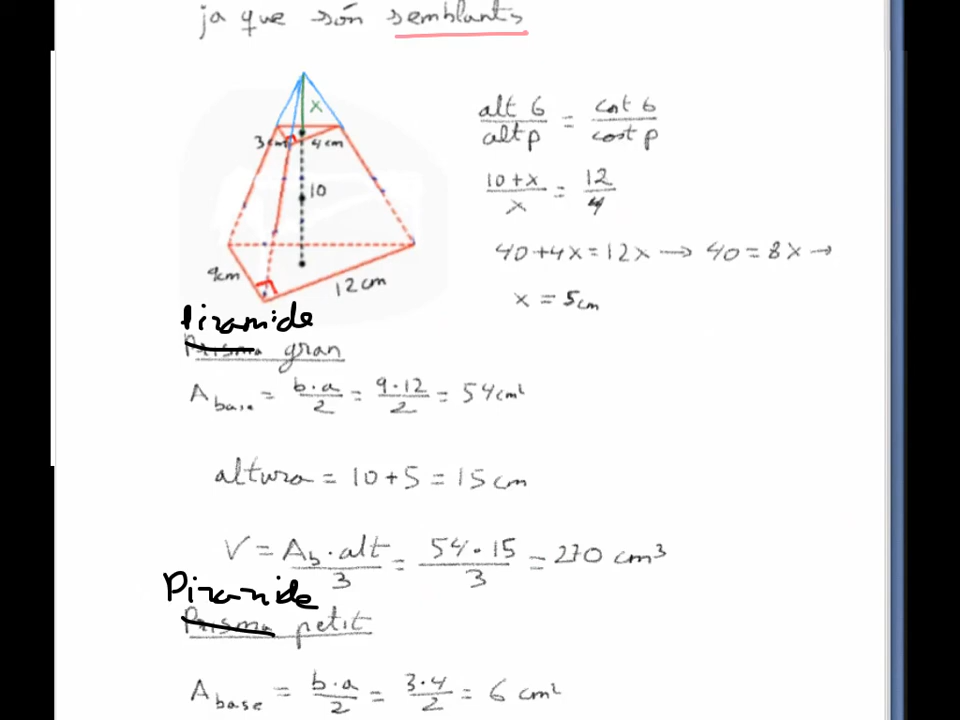 ja que són semblants
x
3cm 4cm
10
9cm
12cm
alt G / alt p = cost G / cost p
10+x / x = 12 / 4
40+4x=12x → 40=8x →
x = 5cm
Piramide
Prisma gran
A base = b·a / 2 = 9·12 / 2 = 54cm²
altura = 10+5 = 15cm
V = Ab·alt / 3 = 54·15 / 3 = 270 cm³
Piramide
Prisma petit
A base = b·a / 2 = 3·4 / 2 = 6 cm²